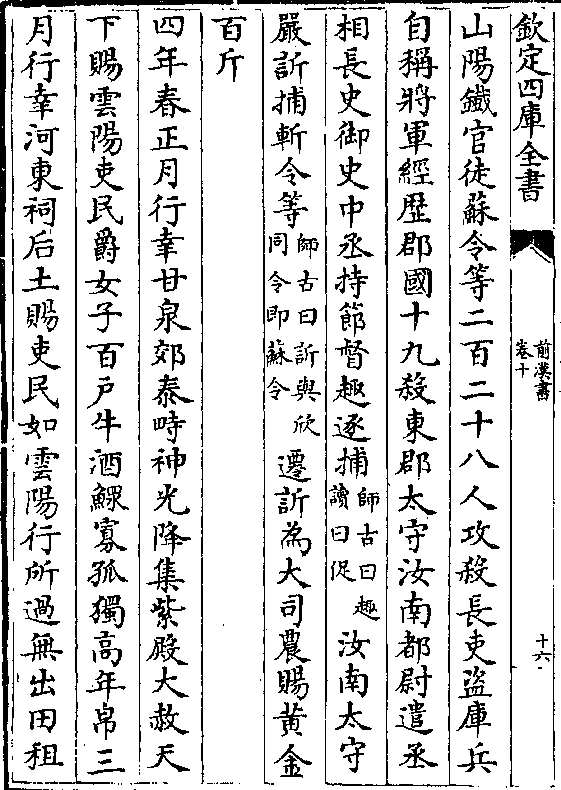 欽定四庫全書
前漢書
卷十
十六
山陽鐵官徒蘇令等二百二十八人攻殺長吏盜庫兵
自稱將軍經歷郡國十九殺東郡太守汝南都尉遣丞
相長史御史中丞持節督趣逐捕師古曰趣讀曰促汝南太守
嚴訢捕斬令等師古曰訢與欣同令即蘇令遷訢為大司農賜黄金
百斤
四年春正月行幸甘泉郊泰畤神光降集紫殿大赦天
下賜雲陽吏民爵女子百戶牛酒鰥寡孤獨高年帛三
月行幸河東祠后土賜吏民如雲陽行所過無出田租